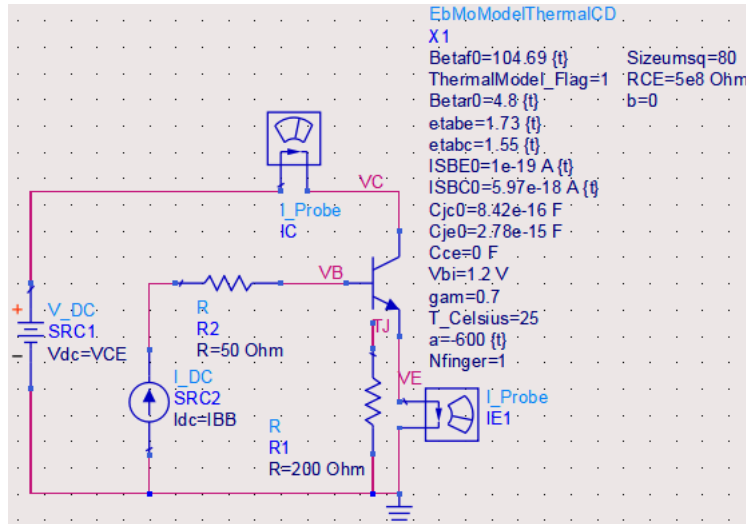 EbMoModelThermalCD
X1
Betaf0=104.69 {t}
ThermalModel_Flag=1
Betar0=4.8 {t}
etabe=1.73 {t}
etabc=1.55 {t}
ISBE0=1e-19 A {t}
ISBC0=5.97e-18 A {t}
Cjc0=8.42e-16 F
Cje0=2.78e-15 F
Cce=0 F
Vbi=1.2 V
gam=0.7
T_Celsius=25
a=-600 {t}
Nfinger=1
Sizeumsq=80
RCE=5e8 Ohm
b=0
VC
I_Probe
IC
VB
R
R2
R=50 Ohm
TJ
+
V_DC
SRC1
Vdc=VCE
−
I_DC
SRC2
Idc=IBB
R
R1
R=200 Ohm
VE
I_Probe
IE1